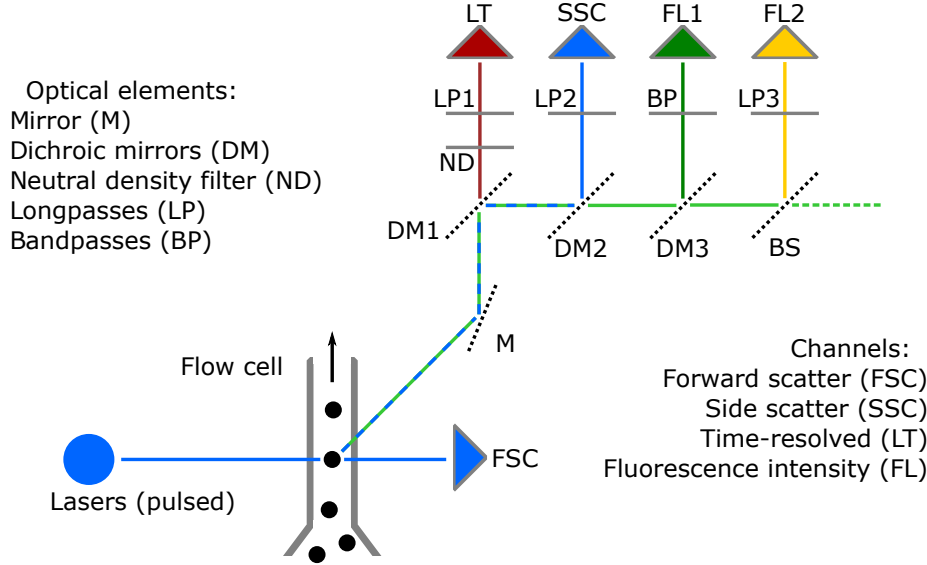 LT
SSC
FL1
FL2
Optical elements:
Mirror (M)
Dichroic mirrors (DM)
Neutral density filter (ND)
Longpasses (LP)
Bandpasses (BP)
LP1
LP2
BP
LP3
ND
DM1
DM2
DM3
BS
M
Flow cell
Lasers (pulsed)
FSC
Channels:
Forward scatter (FSC)
Side scatter (SSC)
Time-resolved (LT)
Fluorescence intensity (FL)